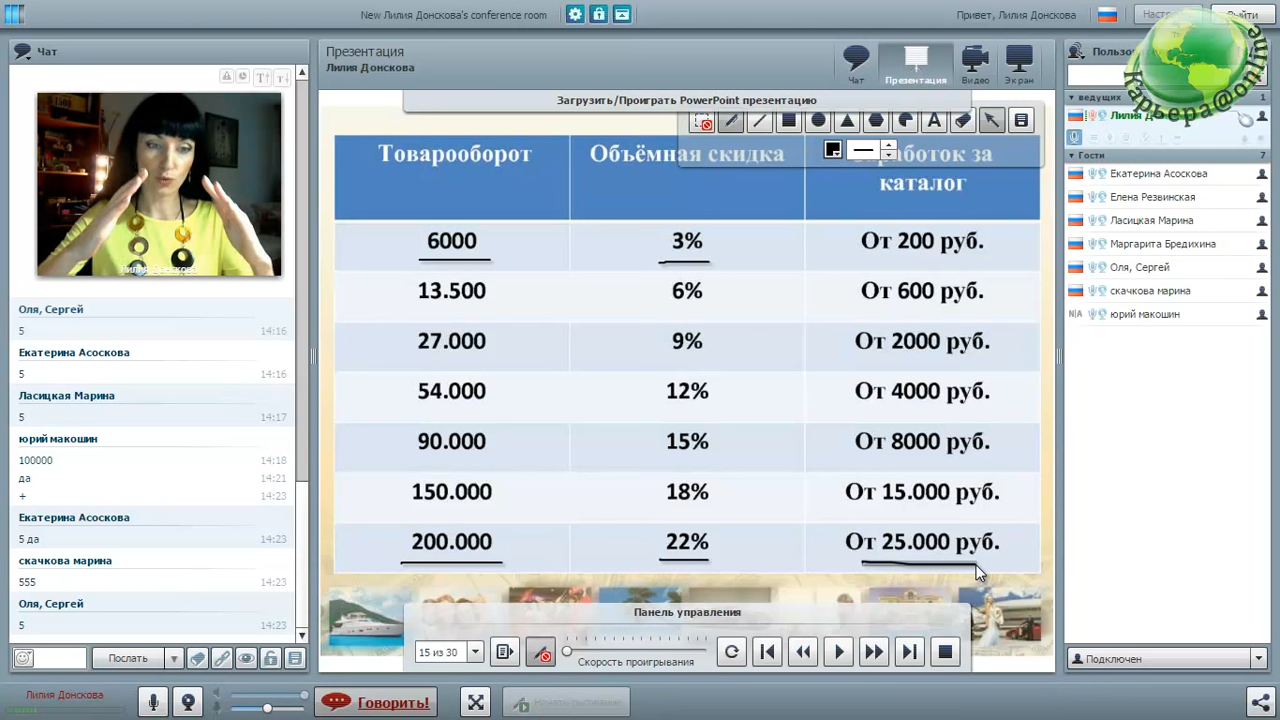 New Лилия Донскова's conference room
Привет, Лилия Донскова
Выйти
Чат
Лилия Донскова
Оля, Сергей
5 14:16
Екатерина Асоскова
5 14:16
Ласицкая Марина
5 14:17
юрий макошин
100000 14:18
да 14:21
+ 14:23
Екатерина Асоскова
5 да 14:23
скачкова марина
555 14:23
Оля, Сергей
5 14:23
Послать
Лилия Донскова
Говорить!
Презентация
Лилия Донскова
Чат
Презентация
Видео
Экран
Загрузить/Проиграть PowerPoint презентацию
Товарооборот Объёмная скидка Заработок за
каталог
6000 3% От 200 руб.
13.500 6% От 600 руб.
27.000 9% От 2000 руб.
54.000 12% От 4000 руб.
90.000 15% От 8000 руб.
150.000 18% От 15.000 руб.
200.000 22% От 25.000 руб.
Панель управления
15 из 30
Скорость проигрывания
ведущих 1
Гости 7
Екатерина Асоскова
Елена Резвинская
Ласицкая Марина
Маргарита Бредихина
Оля, Сергей
скачкова марина
N\A юрий макошин
Подключен
Карьера@online